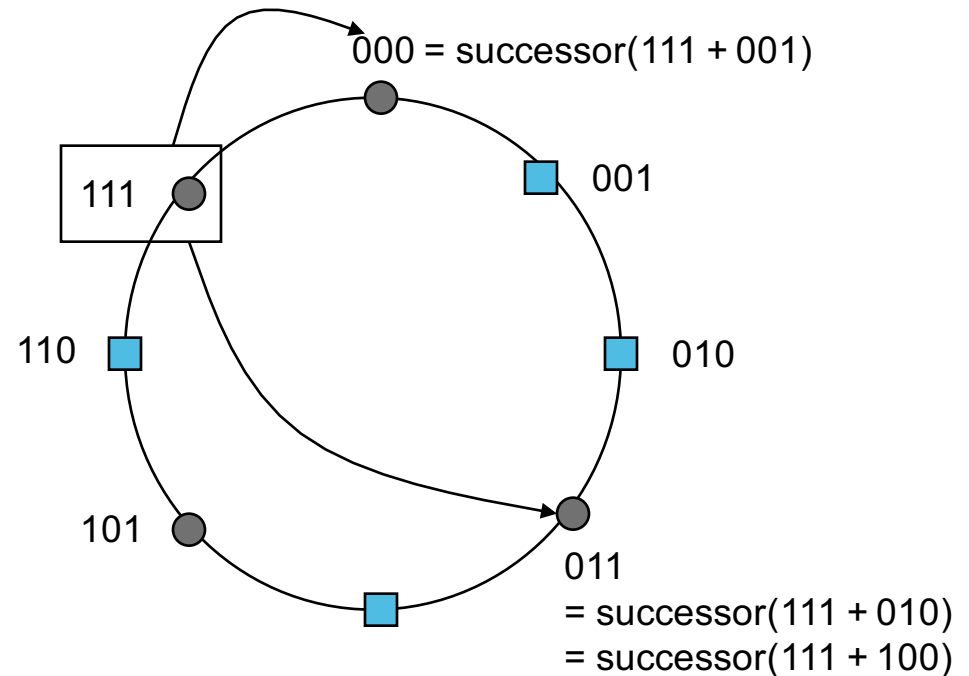 000 = successor(111 + 001)
111
001
110
010
101
011
= successor(111 + 010)
= successor(111 + 100)